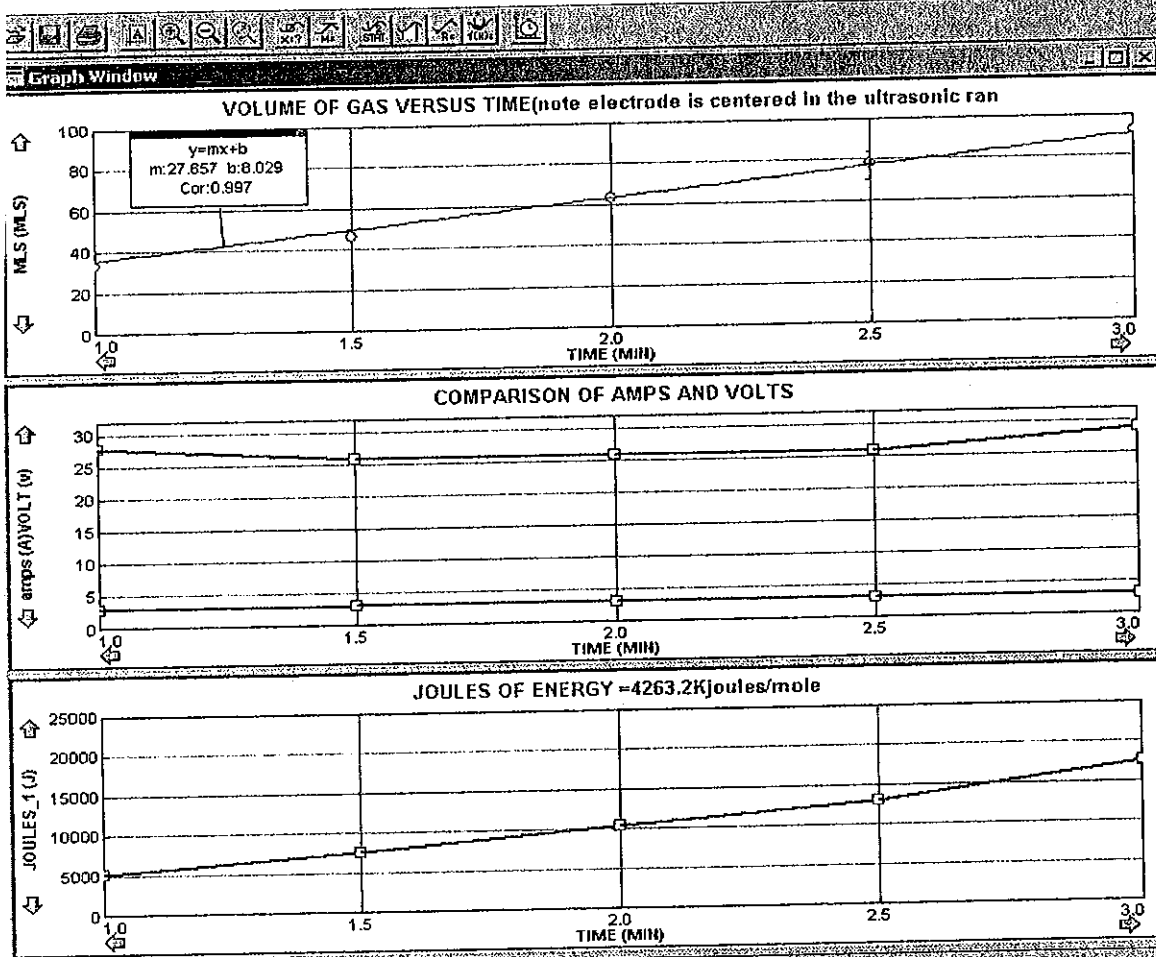 Graph Window
VOLUME OF GAS VERSUS TIME(note electrode is centered in the ultrasonic ran
MLS (MLS)
100
80
60
40
20
0
y=mx+b
m:27.657 b:8.029
Cor:0.997
1.0 1.5 2.0 2.5 3.0
TIME (MIN)
COMPARISON OF AMPS AND VOLTS
amps (A)VOLT (v)
30
25
20
15
10
5
0
1.0 1.5 2.0 2.5 3.0
TIME (MIN)
JOULES OF ENERGY =4263.2Kjoules/mole
JOULES_1 (J)
25000
20000
15000
10000
5000
0
1.0 1.5 2.0 2.5 3.0
TIME (MIN)